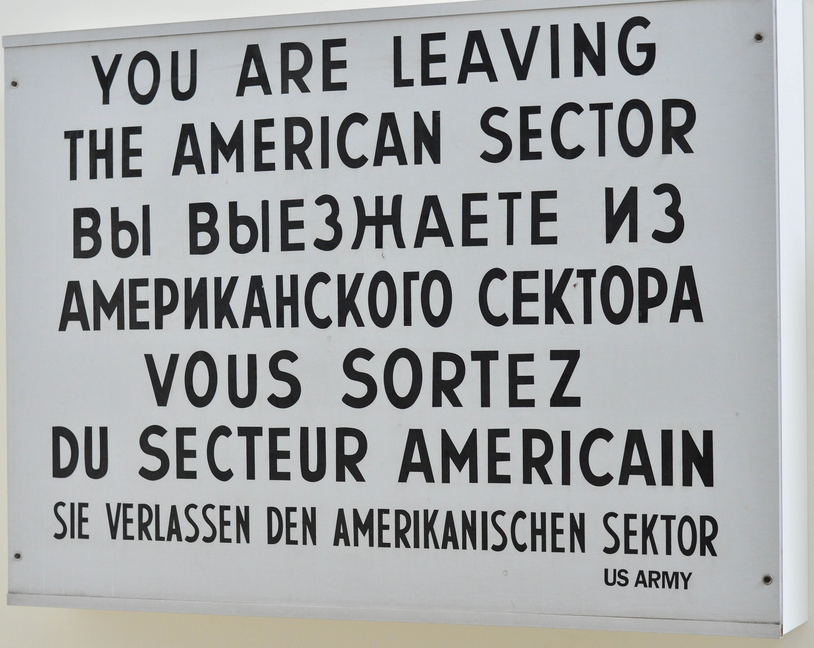 YOU ARE LEAVING
THE AMERICAN SECTOR
ВЫ ВЫЕЗЖАЕТЕ ИЗ
АМЕРИКАНСКОГО СЕКТОРА
VOUS SORTEZ
DU SECTEUR AMERICAIN
SIE VERLASSEN DEN AMERIKANISCHEN SEKTOR
US ARMY